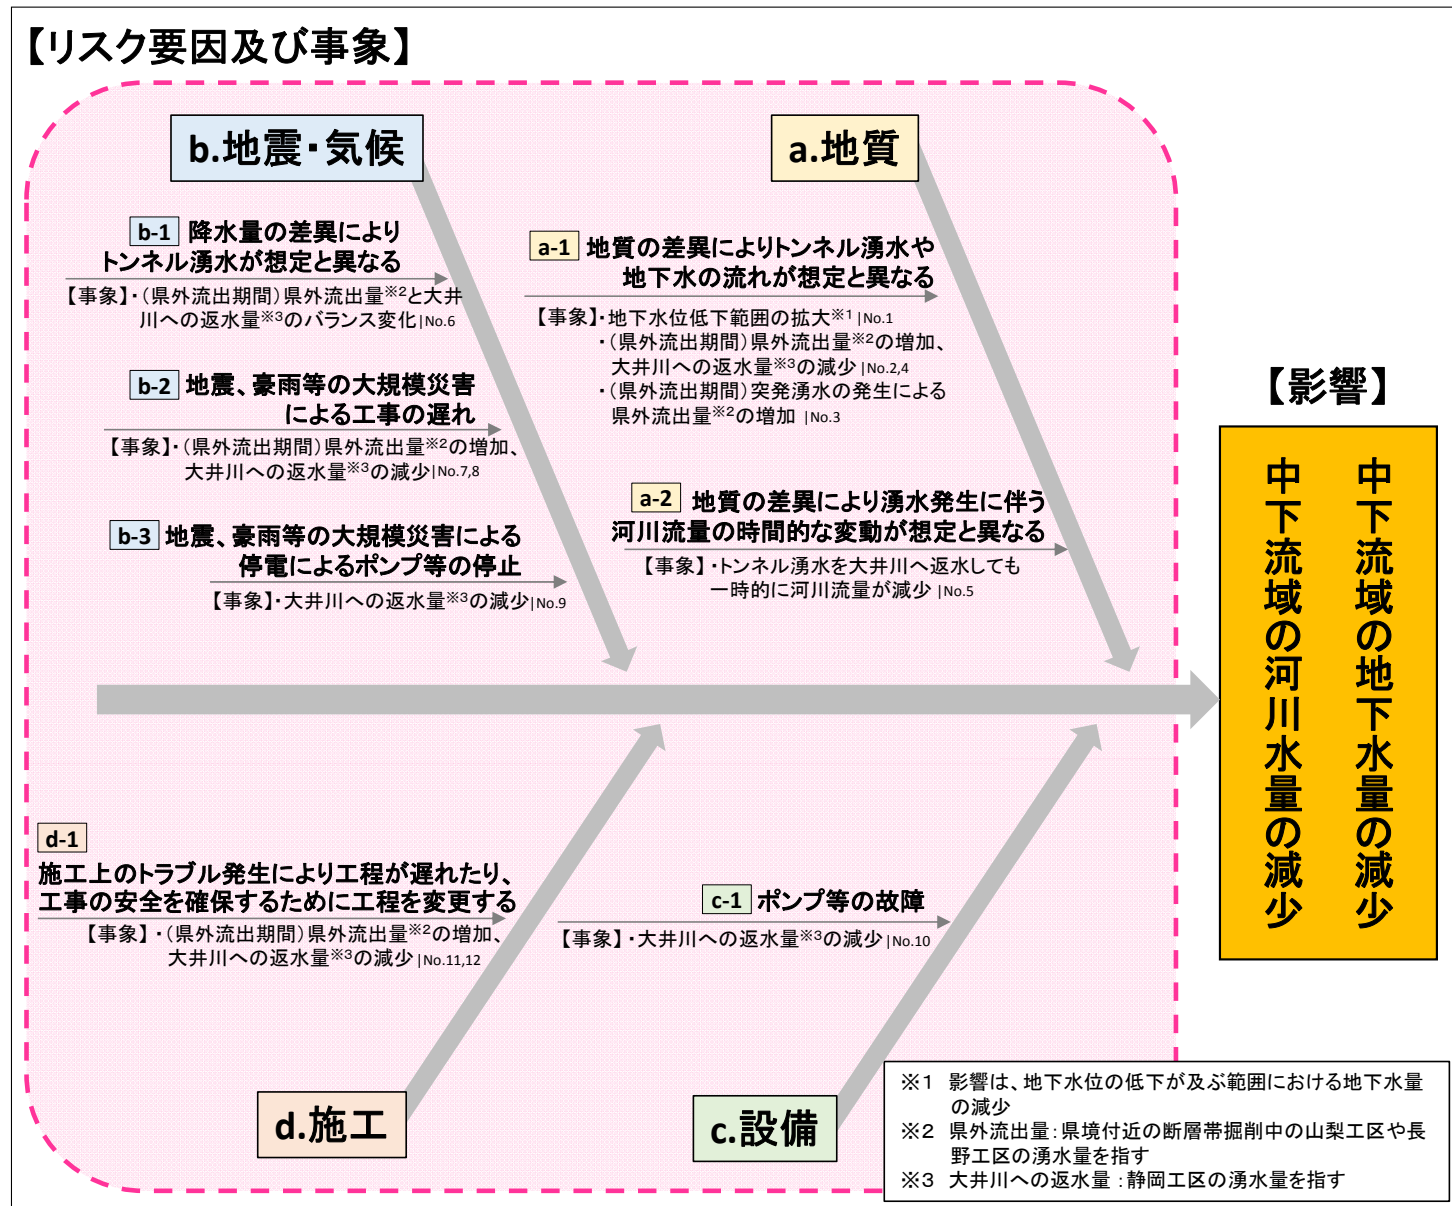 【リスク要因及び事象】
b.地震・気候
b-1 降水量の差異により
トンネル湧水が想定と異なる
【事象】・（県外流出期間）県外流出量※2と大井
川への返水量※3のバランス変化|No.6
b-2 地震、豪雨等の大規模災害
による工事の遅れ
【事象】・（県外流出期間）県外流出量※2の増加、
大井川への返水量※3の減少|No.7,8
b-3 地震、豪雨等の大規模災害による
停電によるポンプ等の停止
【事象】・大井川への返水量※3の減少|No.9
a.地質
a-1 地質の差異によりトンネル湧水や
地下水の流れが想定と異なる
【事象】・地下水位低下範囲の拡大※1 |No.1
・（県外流出期間）県外流出量※2の増加、
大井川への返水量※3の減少 |No.2,4
・（県外流出期間）突発湧水の発生による
県外流出量※2の増加 |No.3
a-2 地質の差異により湧水発生に伴う
河川流量の時間的な変動が想定と異なる
【事象】・トンネル湧水を大井川へ返水しても
一時的に河川流量が減少 |No.5
【影響】
中下流域の地下水量の減少
中下流域の河川水量の減少
d-1
施工上のトラブル発生により工程が遅れたり、
工事の安全を確保するために工程を変更する
【事象】・（県外流出期間）県外流出量※2の増加、
大井川への返水量※3の減少 |No.11,12
d.施工
c-1 ポンプ等の故障
【事象】・大井川への返水量※3の減少|No.10
c.設備
※1 影響は、地下水位の低下が及ぶ範囲における地下水量
の減少
※2 県外流出量：県境付近の断層帯掘削中の山梨工区や長
野工区の湧水量を指す
※3 大井川への返水量：静岡工区の湧水量を指す